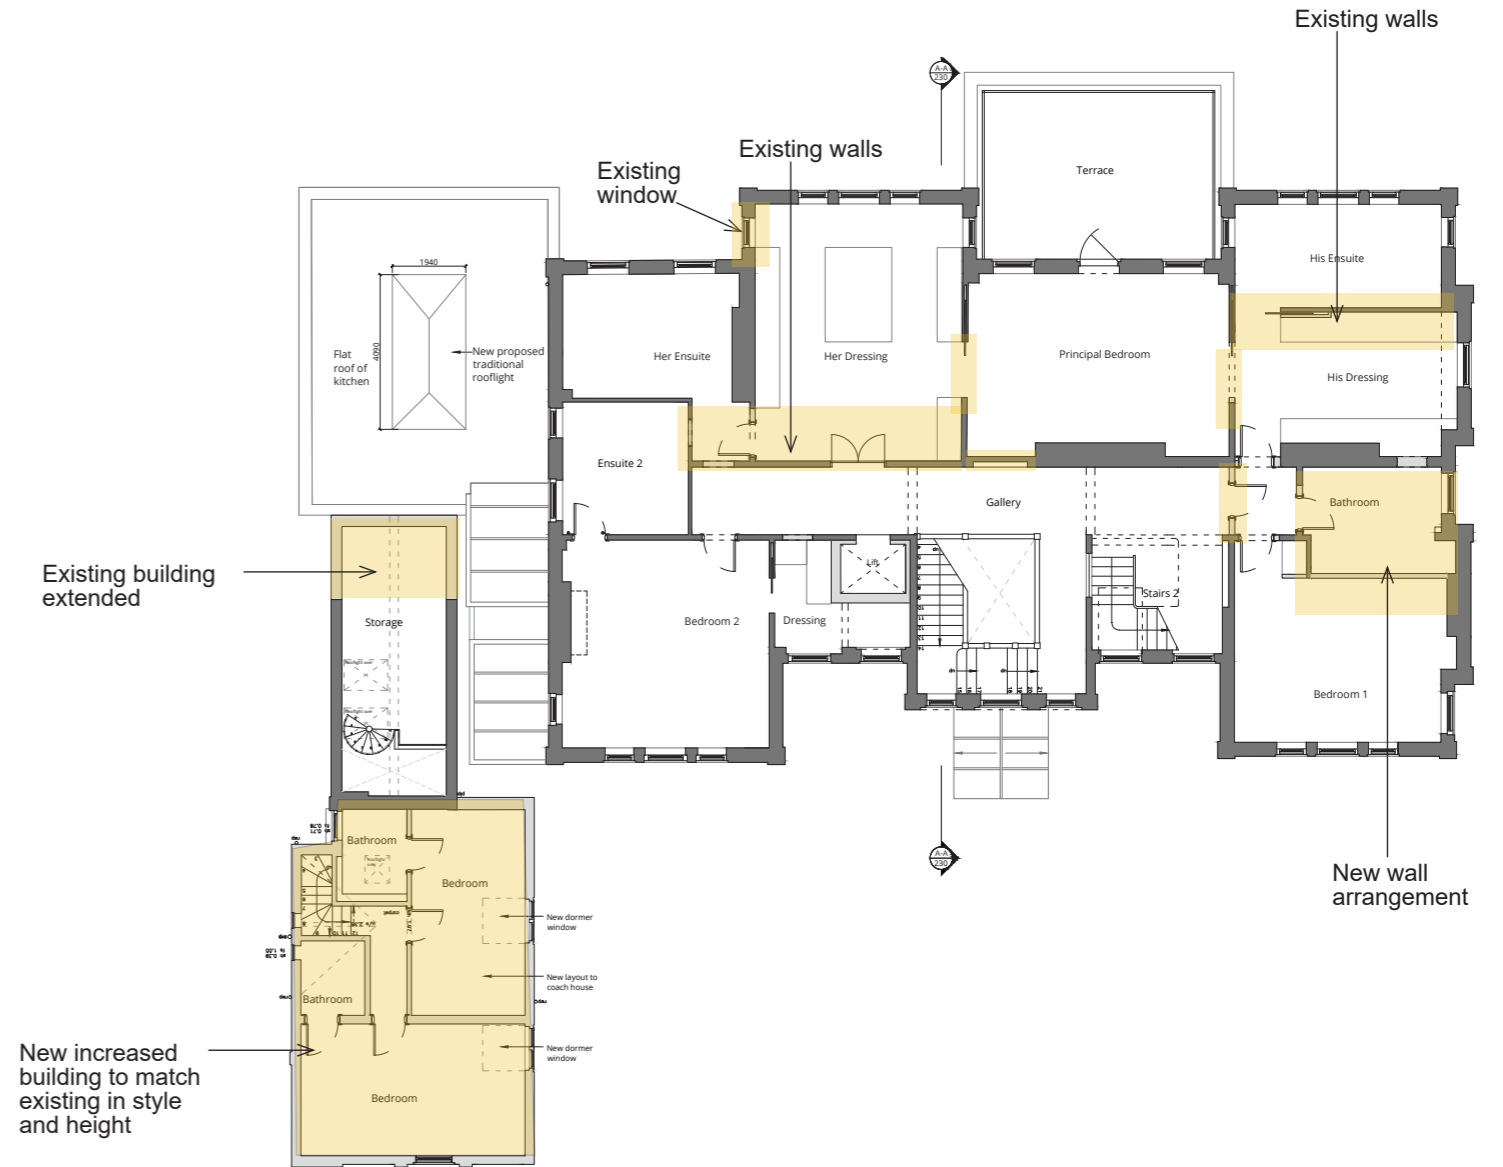 Existing walls
A-A
230
Existing walls
Existing
window
Terrace
His Ensuite
1940
4090
Flat
roof of
kitchen
New proposed
traditional
rooflight
Her Ensuite
Her Dressing
Principal Bedroom
His Dressing
Ensuite 2
Gallery
Bathroom
Existing building
extended
Storage
Lift
Bedroom 2
Dressing
Stairs 2
Bedroom 1
A-A
230
New wall
arrangement
Bathroom
Bedroom
New dormer
window
New layout to
coach house
Bathroom
New increased
building to match
existing in style
and height
New dormer
window
Bedroom